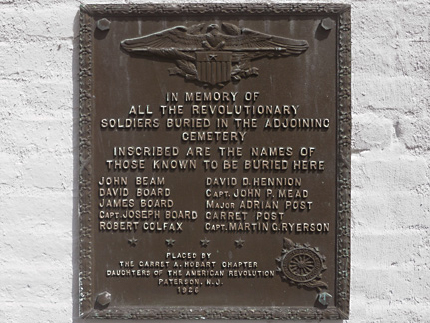 IN MEMORY OF
ALL THE REVOLUTIONARY
SOLDIERS BURIED IN THE ADJOINING
CEMETERY
INSCRIBED ARE THE NAMES OF
THOSE KNOWN TO BE BURIED HERE
JOHN BEAM
DAVID BOARD
JAMES BOARD
CAPT. JOSEPH BOARD
ROBERT COLFAX
DAVID D. HENNION
CAPT. JOHN P. MEAD
MAJOR ADRIAN POST
GARRET POST
CAPT. MARTIN G. RYERSON
PLACED BY
THE GARRET A. HOBART CHAPTER
DAUGHTERS OF THE AMERICAN REVOLUTION
PATERSON, N.J.
1926